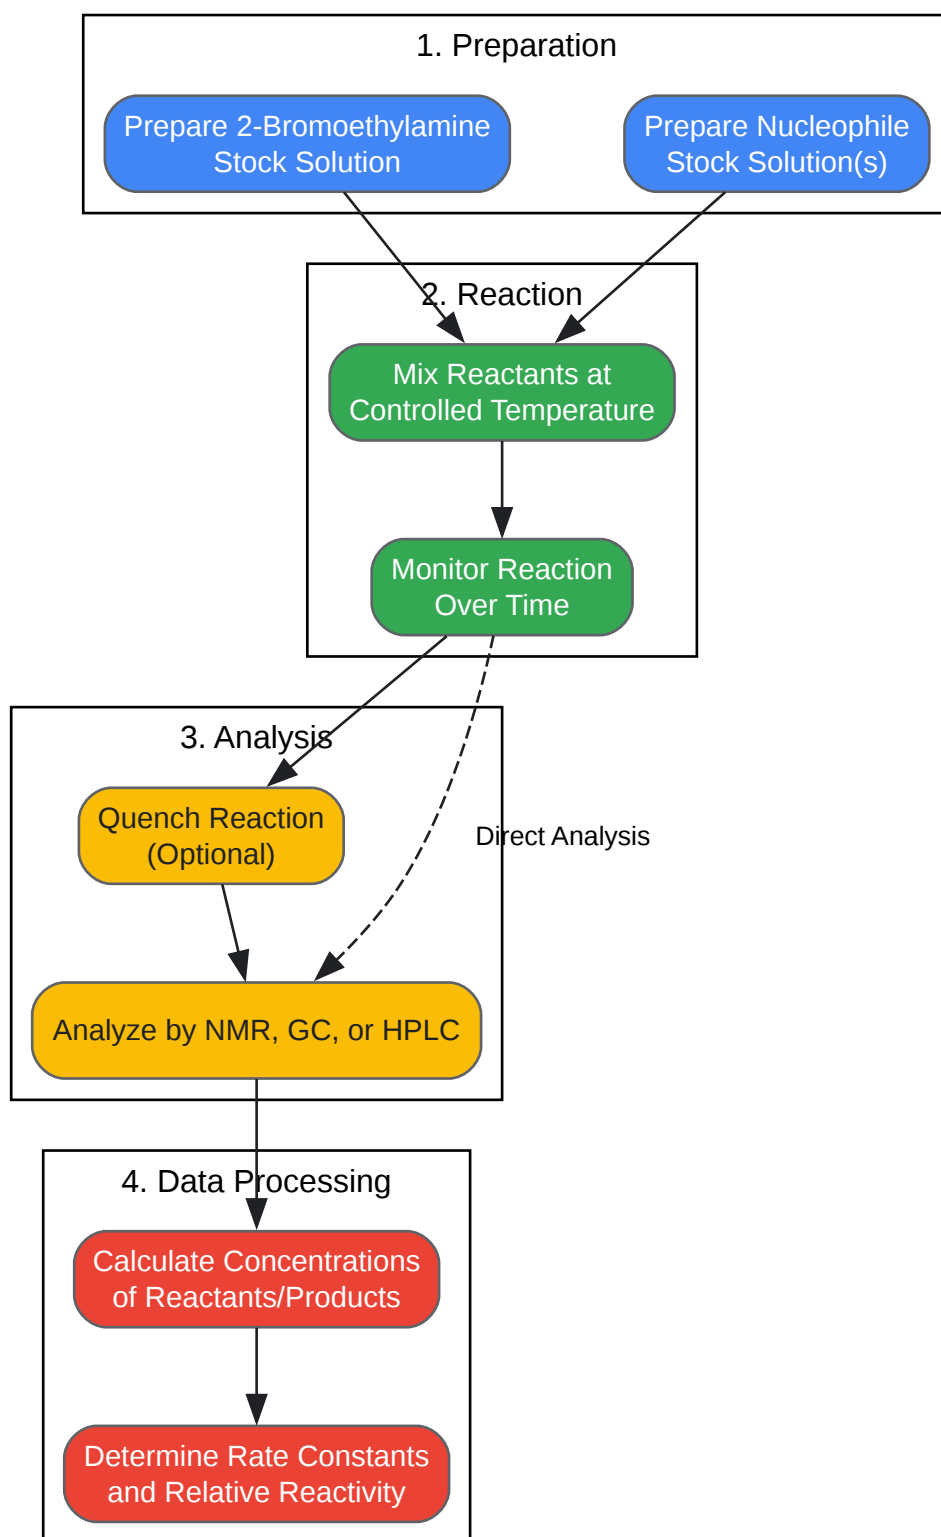 1. Preparation
Prepare 2-Bromoethylamine
Stock Solution
Prepare Nucleophile
Stock Solution(s)
2. Reaction
Mix Reactants at
Controlled Temperature
Monitor Reaction
Over Time
3. Analysis
Quench Reaction
(Optional)
Direct Analysis
Analyze by NMR, GC, or HPLC
4. Data Processing
Calculate Concentrations
of Reactants/Products
Determine Rate Constants
and Relative Reactivity